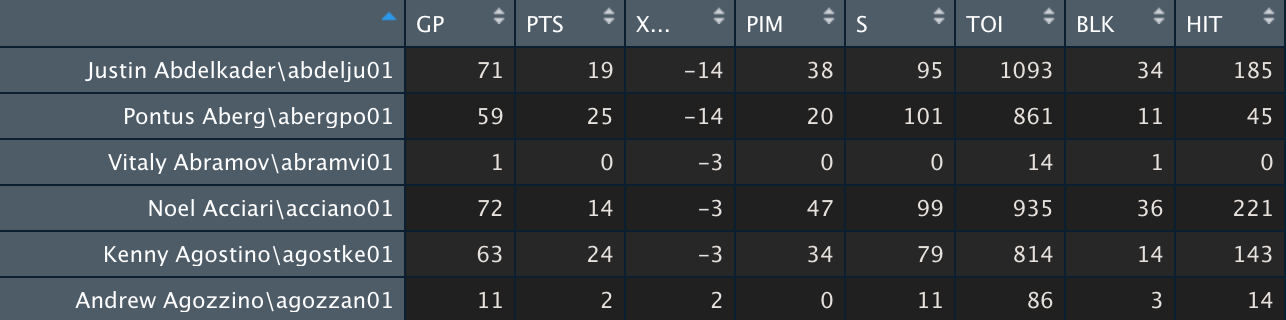 GP PTS X... PIM S TOI BLK HIT
Justin Abdelkader\abdelju01 71 19 -14 38 95 1093 34 185
Pontus Aberg\abergpo01 59 25 -14 20 101 861 11 45
Vitaly Abramov\abramvi01 1 0 -3 0 0 14 1 0
Noel Acciari\acciano01 72 14 -3 47 99 935 36 221
Kenny Agostino\agostke01 63 24 -3 34 79 814 14 143
Andrew Agozzino\agozzan01 11 2 2 0 11 86 3 14